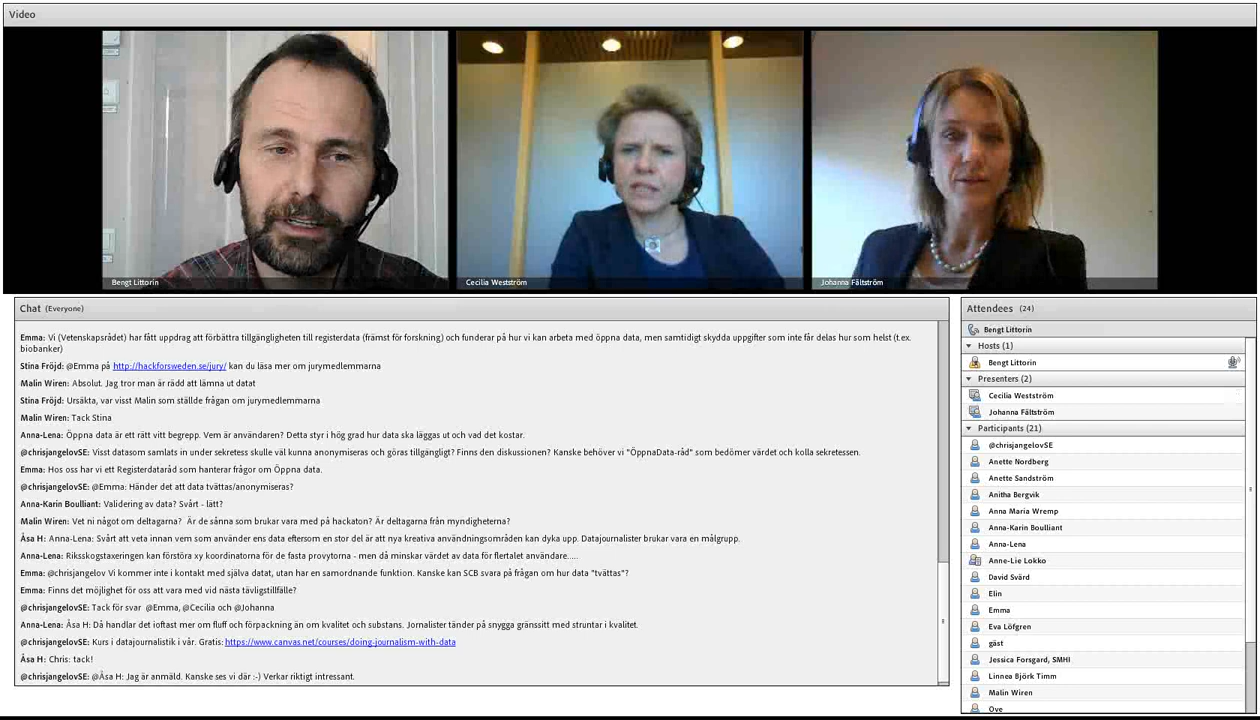 Video
Bengt Littorin
Cecilia Westström
Johanna Fältström
Chat (Everyone)
Emma: Vi (Vetenskapsrådet) har fått uppdrag att förbättra tillgängligheten till registerdata (främst för forskning) och funderar på hur vi kan arbeta med öppna data, men samtidigt skydda uppgifter som inte får delas hur som helst (t.ex.
biobanker)
Stina Fröjd: @Emma på http://hackforsweden.se/jury/ kan du läsa mer om jurymedlemmarna
Malin Wiren: Absolut. Jag tror man är rädd att lämna ut datat
Stina Fröjd: Ursäkta, var visst Malin som ställde frågan om jurymedlemmarna
Malin Wiren: Tack Stina
Anna-Lena: Öppna data är ett rätt vitt begrepp. Vem är användaren? Detta styr i hög grad hur data ska läggas ut och vad det kostar.
@chrisjangelovSE: Visst datasom samlats in under sekretess skulle väl kunna anonymiseras och göras tillgängligt? Finns den diskussionen? Kanske behöver vi "ÖppnaData-råd" som bedömer värdet och kolla sekretessen.
Emma: Hos oss har vi ett Registerdataråd som hanterar frågor om Öppna data.
@chrisjangelovSE: @Emma: Händer det att data tvättas/anonymiseras?
Anna-Karin Boulliant: Validering av data? Svårt - lätt?
Malin Wiren: Vet ni något om deltagarna? Är de sånna som brukar vara med på hackaton? Är deltagarna från myndigheterna?
Åsa H: Anna-Lena: Svårt att veta innan vem som använder ens data eftersom en stor del är att nya kreativa användningsområden kan dyka upp. Datajournalister brukar vara en målgrupp.
Anna-Lena: Riksskogstaxeringen kan förstöra xy koordinatorna för de fasta provytorna - men då minskar värdet av data för flertalet användare.....
Emma: @chrisjangelov Vi kommer inte i kontakt med själva datat, utan har en samordnande funktion. Kanske kan SCB svara på frågan om hur data "tvättas"?
Emma: Finns det möjlighet för oss att vara med vid nästa tävligstillfälle?
@chrisjangelovSE: Tack för svar @Emma, @Cecilia och @Johanna
Anna-Lena: Åsa H: Då handlar det ioftast mer om fluff och förpackning än om kvalitet och substans. Jornalister tänder på snygga gränssitt med struntar i kvalitet.
@chrisjangelovSE: Kurs i datajournalistik i vår. Gratis: https://www.canvas.net/courses/doing-journalism-with-data
Åsa H: Chris: tack!
@chrisjangelovSE: @Åsa H: Jag är anmäld. Kanske ses vi där :-) Verkar riktigt intressant.
Attendees (24)
Bengt Littorin
Hosts (1)
Bengt Littorin
Presenters (2)
Cecilia Westström
Johanna Fältström
Participants (21)
@chrisjangelovSE
Anette Nordberg
Anette Sandström
Anitha Bergvik
Anna Maria Wremp
Anna-Karin Boulliant
Anna-Lena
Anne-Lie Lokko
David Svärd
Elin
Emma
Eva Löfgren
gäst
Jessica Forsgard, SMHI
Linnea Björk Timm
Malin Wiren
Ove